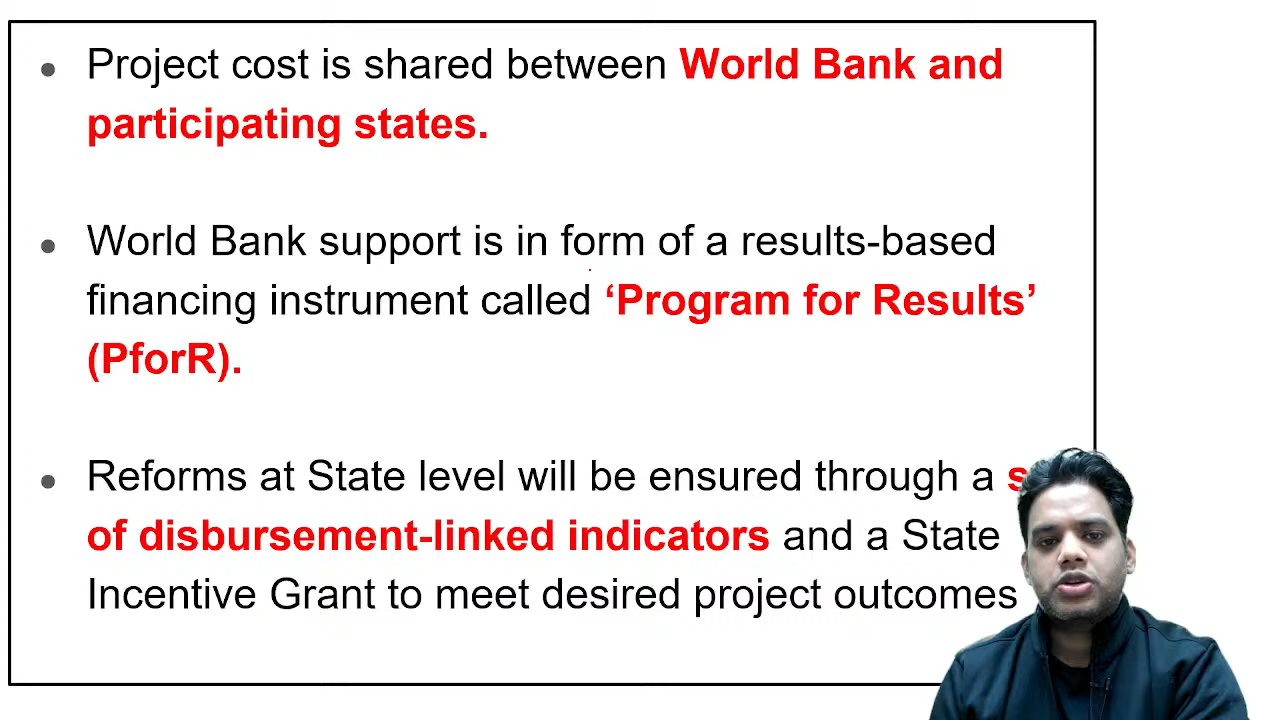 Project cost is shared between World Bank and
participating states.
World Bank support is in form of a results-based
financing instrument called ‘Program for Results’
(PforR).
Reforms at State level will be ensured through a
of disbursement-linked indicators and a State
Incentive Grant to meet desired project outcomes